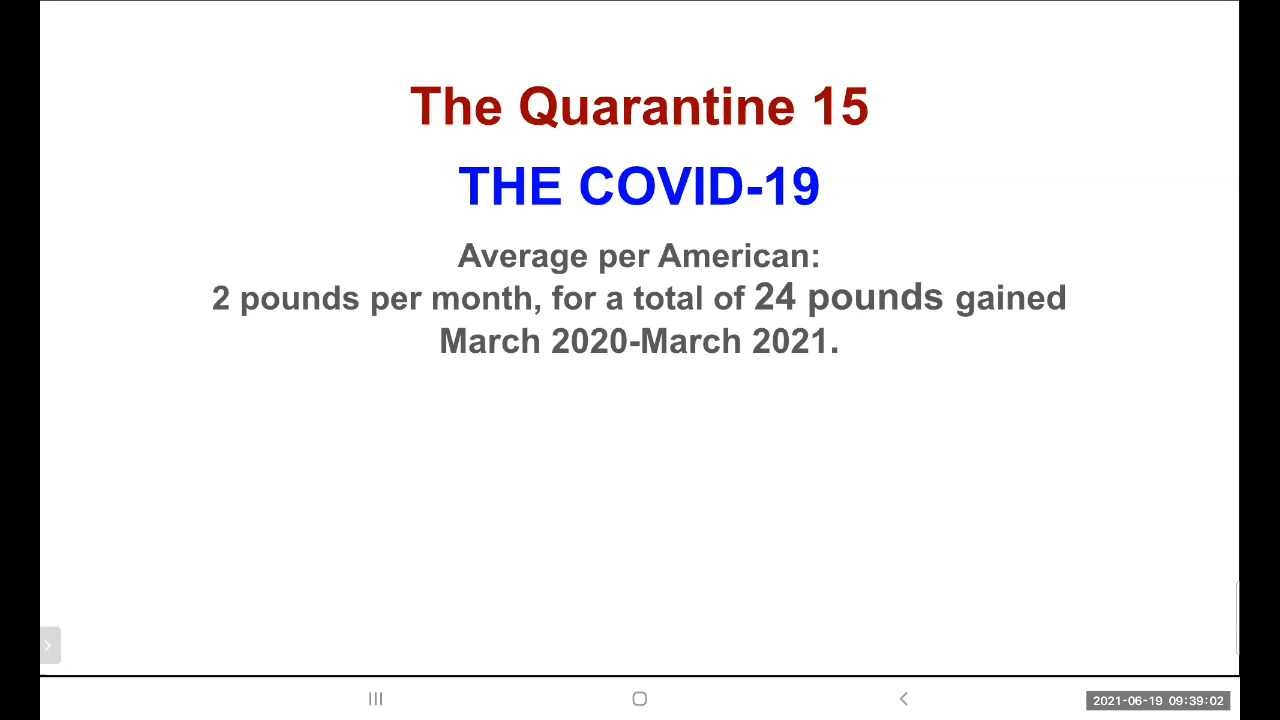 The Quarantine 15
THE COVID-19
Average per American:
2 pounds per month, for a total of 24 pounds gained
March 2020-March 2021.
2021-06-19 09:39:02